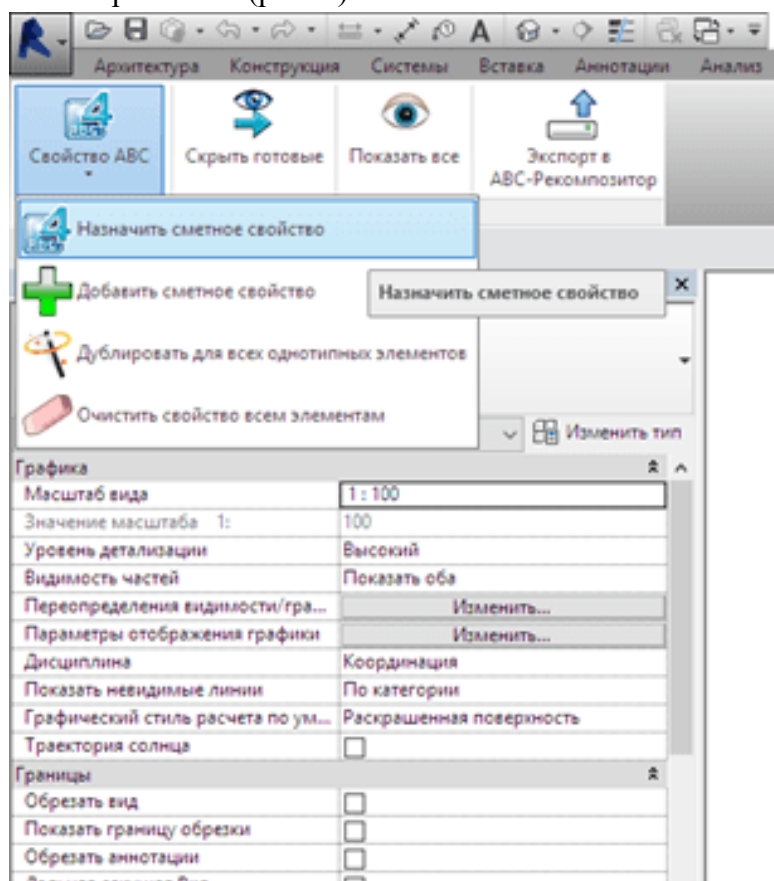 Архитектура Конструкция Системы Вставка Аннотации Анализ
Свойство АВС Скрыть готовые Показать все Экспорт в
АВС-Рекомпозитор
Назначить сметное свойство
Добавить сметное свойство
Назначить сметное свойство
Дублировать для всех однотипных элементов
Очистить свойство всем элементам
Изменить тип
Графика
Масштаб вида 1 : 100
Значение масштаба 1: 100
Уровень детализации Высокий
Видимость частей Показать оба
Переопределения видимости/гра... Изменить...
Параметры отображения графики Изменить...
Дисциплина Координация
Показать невидимые линии По категории
Графический стиль расчета по ум... Раскрашенная поверхность
Траектория солнца
Границы
Обрезать вид
Показать границу обрезки
Обрезать аннотации